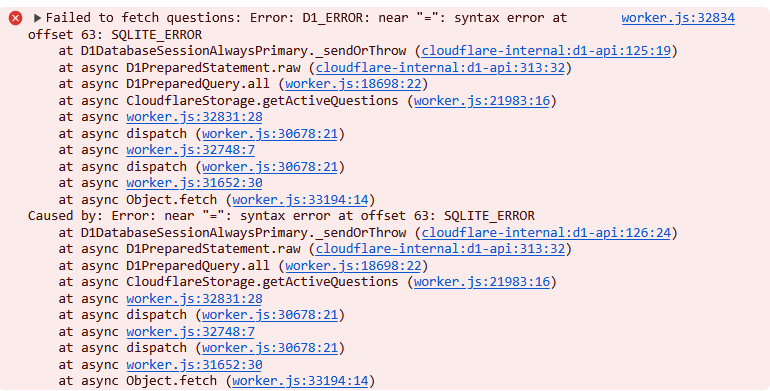 Failed to fetch questions: Error: D1_ERROR: near "=": syntax error at worker.js:32834
offset 63: SQLITE_ERROR
at D1DatabaseSessionAlwaysPrimary._sendOrThrow (cloudflare-internal:d1-api:125:19)
at async D1PreparedStatement.raw (cloudflare-internal:d1-api:313:32)
at async D1PreparedQuery.all (worker.js:18698:22)
at async CloudflareStorage.getActiveQuestions (worker.js:21983:16)
at async worker.js:32831:28
at async dispatch (worker.js:30678:21)
at async worker.js:32748:7
at async dispatch (worker.js:30678:21)
at async worker.js:31652:30
at async Object.fetch (worker.js:33194:14)
Caused by: Error: near "=": syntax error at offset 63: SQLITE_ERROR
at D1DatabaseSessionAlwaysPrimary._sendOrThrow (cloudflare-internal:d1-api:126:24)
at async D1PreparedStatement.raw (cloudflare-internal:d1-api:313:32)
at async D1PreparedQuery.all (worker.js:18698:22)
at async CloudflareStorage.getActiveQuestions (worker.js:21983:16)
at async worker.js:32831:28
at async dispatch (worker.js:30678:21)
at async worker.js:32748:7
at async dispatch (worker.js:30678:21)
at async worker.js:31652:30
at async Object.fetch (worker.js:33194:14)